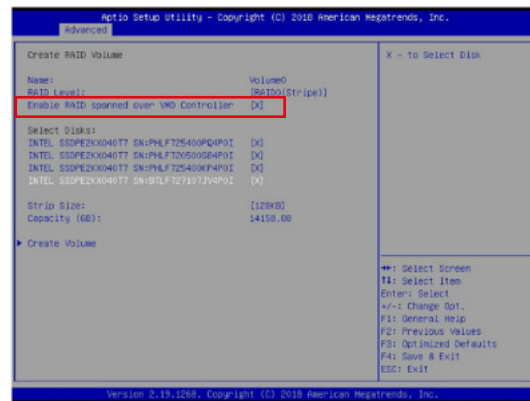 Aptio Setup Utility - Copyright (C) 2018 American Megatrends, Inc.
Advanced
Create RAID Volume
X - to Select Disk
Name: Volume0
RAID Level: [RAID0(Stripe)]
Enable RAID spanned over VMD Controller [X]
Select Disks:
INTEL SSDPE2KX040T7 SN:PHLF725400PQ4P0I [X]
INTEL SSDPE2KX040T7 SN:PHLF720500S84P0I [X]
INTEL SSDPE2KX040T7 SN:PHLF725400KF4P0I [X]
INTEL SSDPE2KX040T7 SN:BTLF727107JV4P0I [X]
Strip Size: [128KB]
Capacity (GB): 14158.08
Create Volume
: Select Screen
: Select Item
Enter: Select
+/-: Change Opt.
F1: General Help
F2: Previous Values
F3: Optimized Defaults
F4: Save & Exit
ESC: Exit
Version 2.19.1268. Copyright (C) 2018 American Megatrends, Inc.